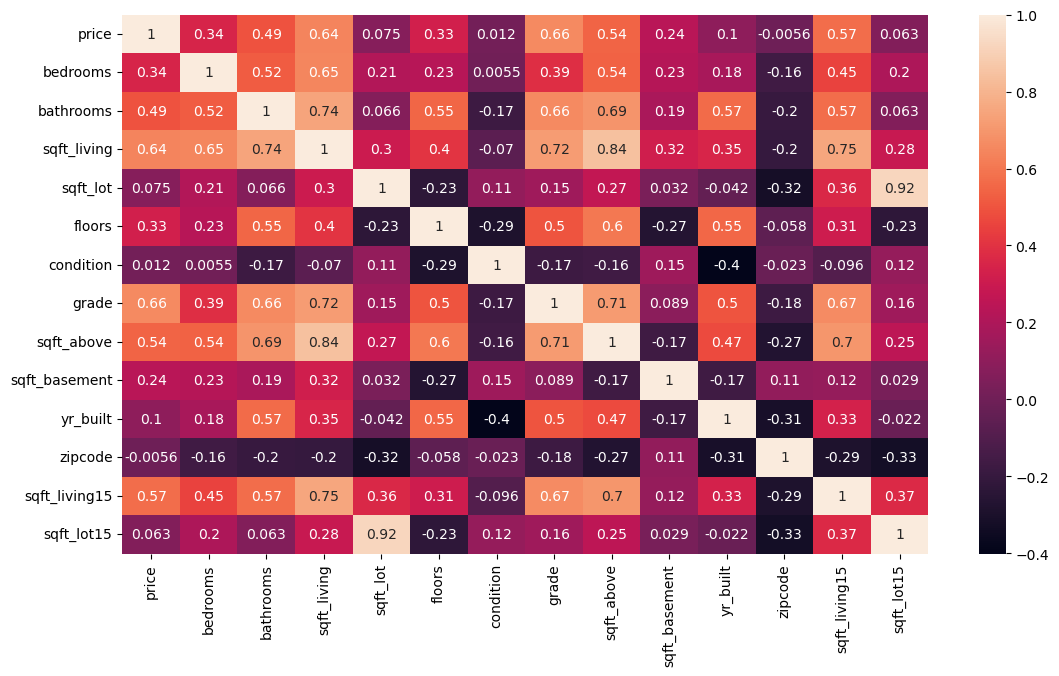 price 1 0.34 0.49 0.64 0.075 0.33 0.012 0.66 0.54 0.24 0.1 -0.0056 0.57 0.063
bedrooms 0.34 1 0.52 0.65 0.21 0.23 0.0055 0.39 0.54 0.23 0.18 -0.16 0.45 0.2
bathrooms 0.49 0.52 1 0.74 0.066 0.55 -0.17 0.66 0.69 0.19 0.57 -0.2 0.57 0.063
sqft_living 0.64 0.65 0.74 1 0.3 0.4 -0.07 0.72 0.84 0.32 0.35 -0.2 0.75 0.28
sqft_lot 0.075 0.21 0.066 0.3 1 -0.23 0.11 0.15 0.27 0.032 -0.042 -0.32 0.36 0.92
floors 0.33 0.23 0.55 0.4 -0.23 1 -0.29 0.5 0.6 -0.27 0.55 -0.058 0.31 -0.23
condition 0.012 0.0055 -0.17 -0.07 0.11 -0.29 1 -0.17 -0.16 0.15 -0.4 -0.023 -0.096 0.12
grade 0.66 0.39 0.66 0.72 0.15 0.5 -0.17 1 0.71 0.089 0.5 -0.18 0.67 0.16
sqft_above 0.54 0.54 0.69 0.84 0.27 0.6 -0.16 0.71 1 -0.17 0.47 -0.27 0.7 0.25
sqft_basement 0.24 0.23 0.19 0.32 0.032 -0.27 0.15 0.089 -0.17 1 -0.17 0.11 0.12 0.029
yr_built 0.1 0.18 0.57 0.35 -0.042 0.55 -0.4 0.5 0.47 -0.17 1 -0.31 0.33 -0.022
zipcode -0.0056 -0.16 -0.2 -0.2 -0.32 -0.058 -0.023 -0.18 -0.27 0.11 -0.31 1 -0.29 -0.33
sqft_living15 0.57 0.45 0.57 0.75 0.36 0.31 -0.096 0.67 0.7 0.12 0.33 -0.29 1 0.37
sqft_lot15 0.063 0.2 0.063 0.28 0.92 -0.23 0.12 0.16 0.25 0.029 -0.022 -0.33 0.37 1
price
bedrooms
bathrooms
sqft_living
sqft_lot
floors
condition
grade
sqft_above
sqft_basement
yr_built
zipcode
sqft_living15
sqft_lot15
1.0
0.8
0.6
0.4
0.2
0.0
−0.2
−0.4